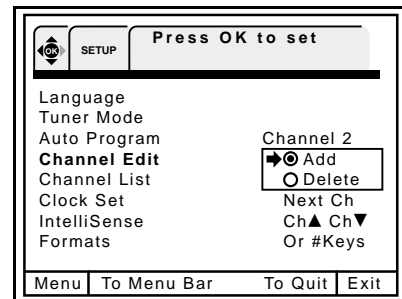 OK SETUP Press OK to set
Language
Tuner Mode
Auto Program Channel 2
Channel Edit Add
Channel List Delete
Clock Set Next Ch
IntelliSense Ch▲ Ch▼
Formats Or #Keys
Menu To Menu Bar To Quit Exit